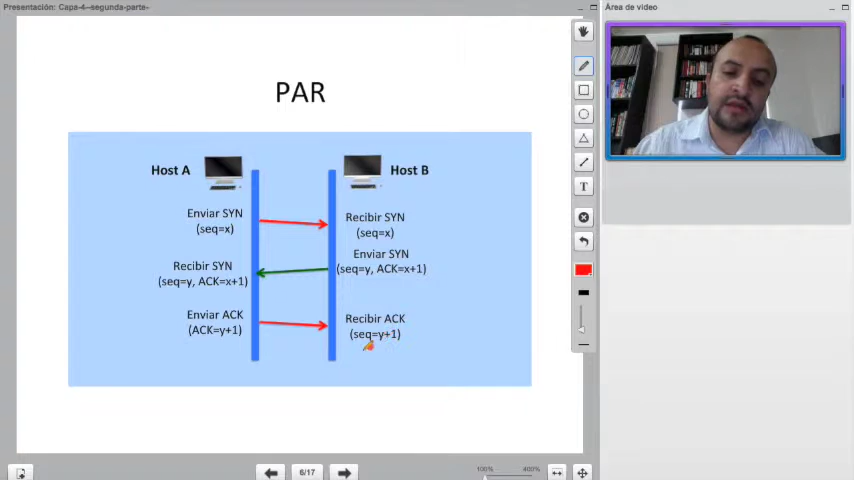 Presentación: Capa-4--segunda-parte-
Área de video
PAR
Host A
Host B
Enviar SYN
(seq=x)
Recibir SYN
(seq=x)
Enviar SYN
(seq=y, ACK=x+1)
Recibir SYN
(seq=y, ACK=x+1)
Enviar ACK
(ACK=y+1)
Recibir ACK
(seq=y+1)
T
6/17
100%
400%